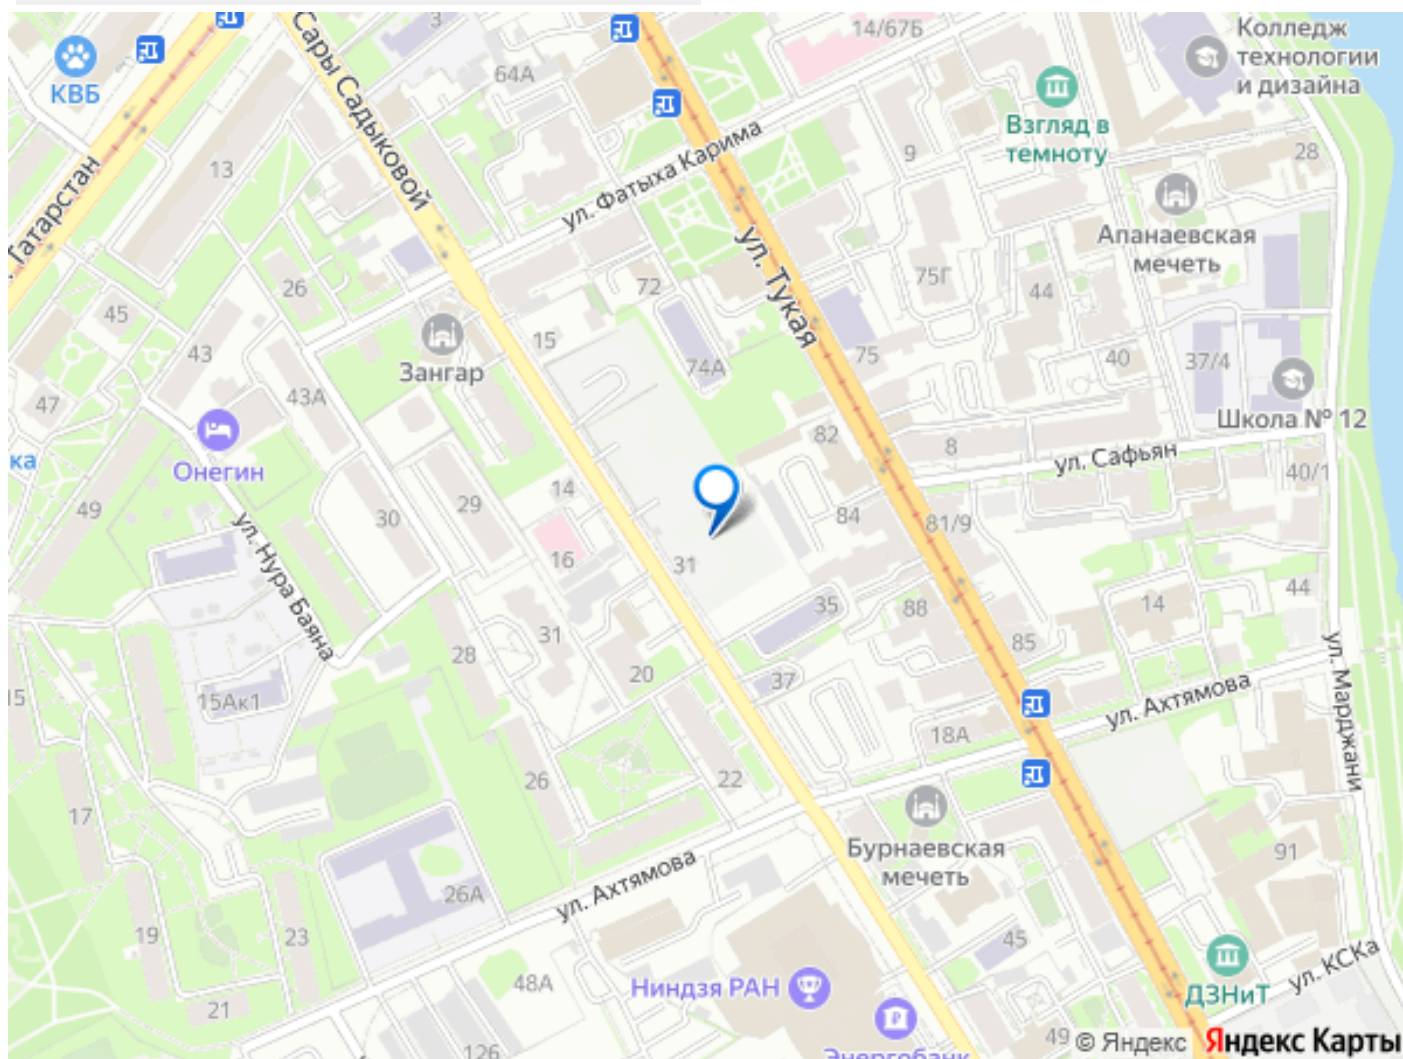 КВБ
Сары Садыковой
Татарстан
3
64А
14/67Б
Колледж
технологии
и дизайна
Взгляд в
темноту
ул. Фатыха Карима
9
28
13
Апанаевская
мечеть
ул. Тукая
26
72
75Г
44
45
43
Зангар
15
74А
75
40
37/4
43А
47
Онегин
82
8
Школа № 12
ул. Сафьян
40/1
ка
49
30
29
14
16
84
81/9
31
ул. Нура Баяна
35
88
14
44
31
28
20
37
85
ул. Марджани
15
15Ак1
18А
ул. Ахтямова
26
22
17
Бурнаевская
мечеть
91
26А
ул. Ахтямова
19
23
45
48А
Ниндзя РАН
ДЗНиТ
ул. КСКа
21
126
Энергобанк
49
© Яндекс Яндекс Карты